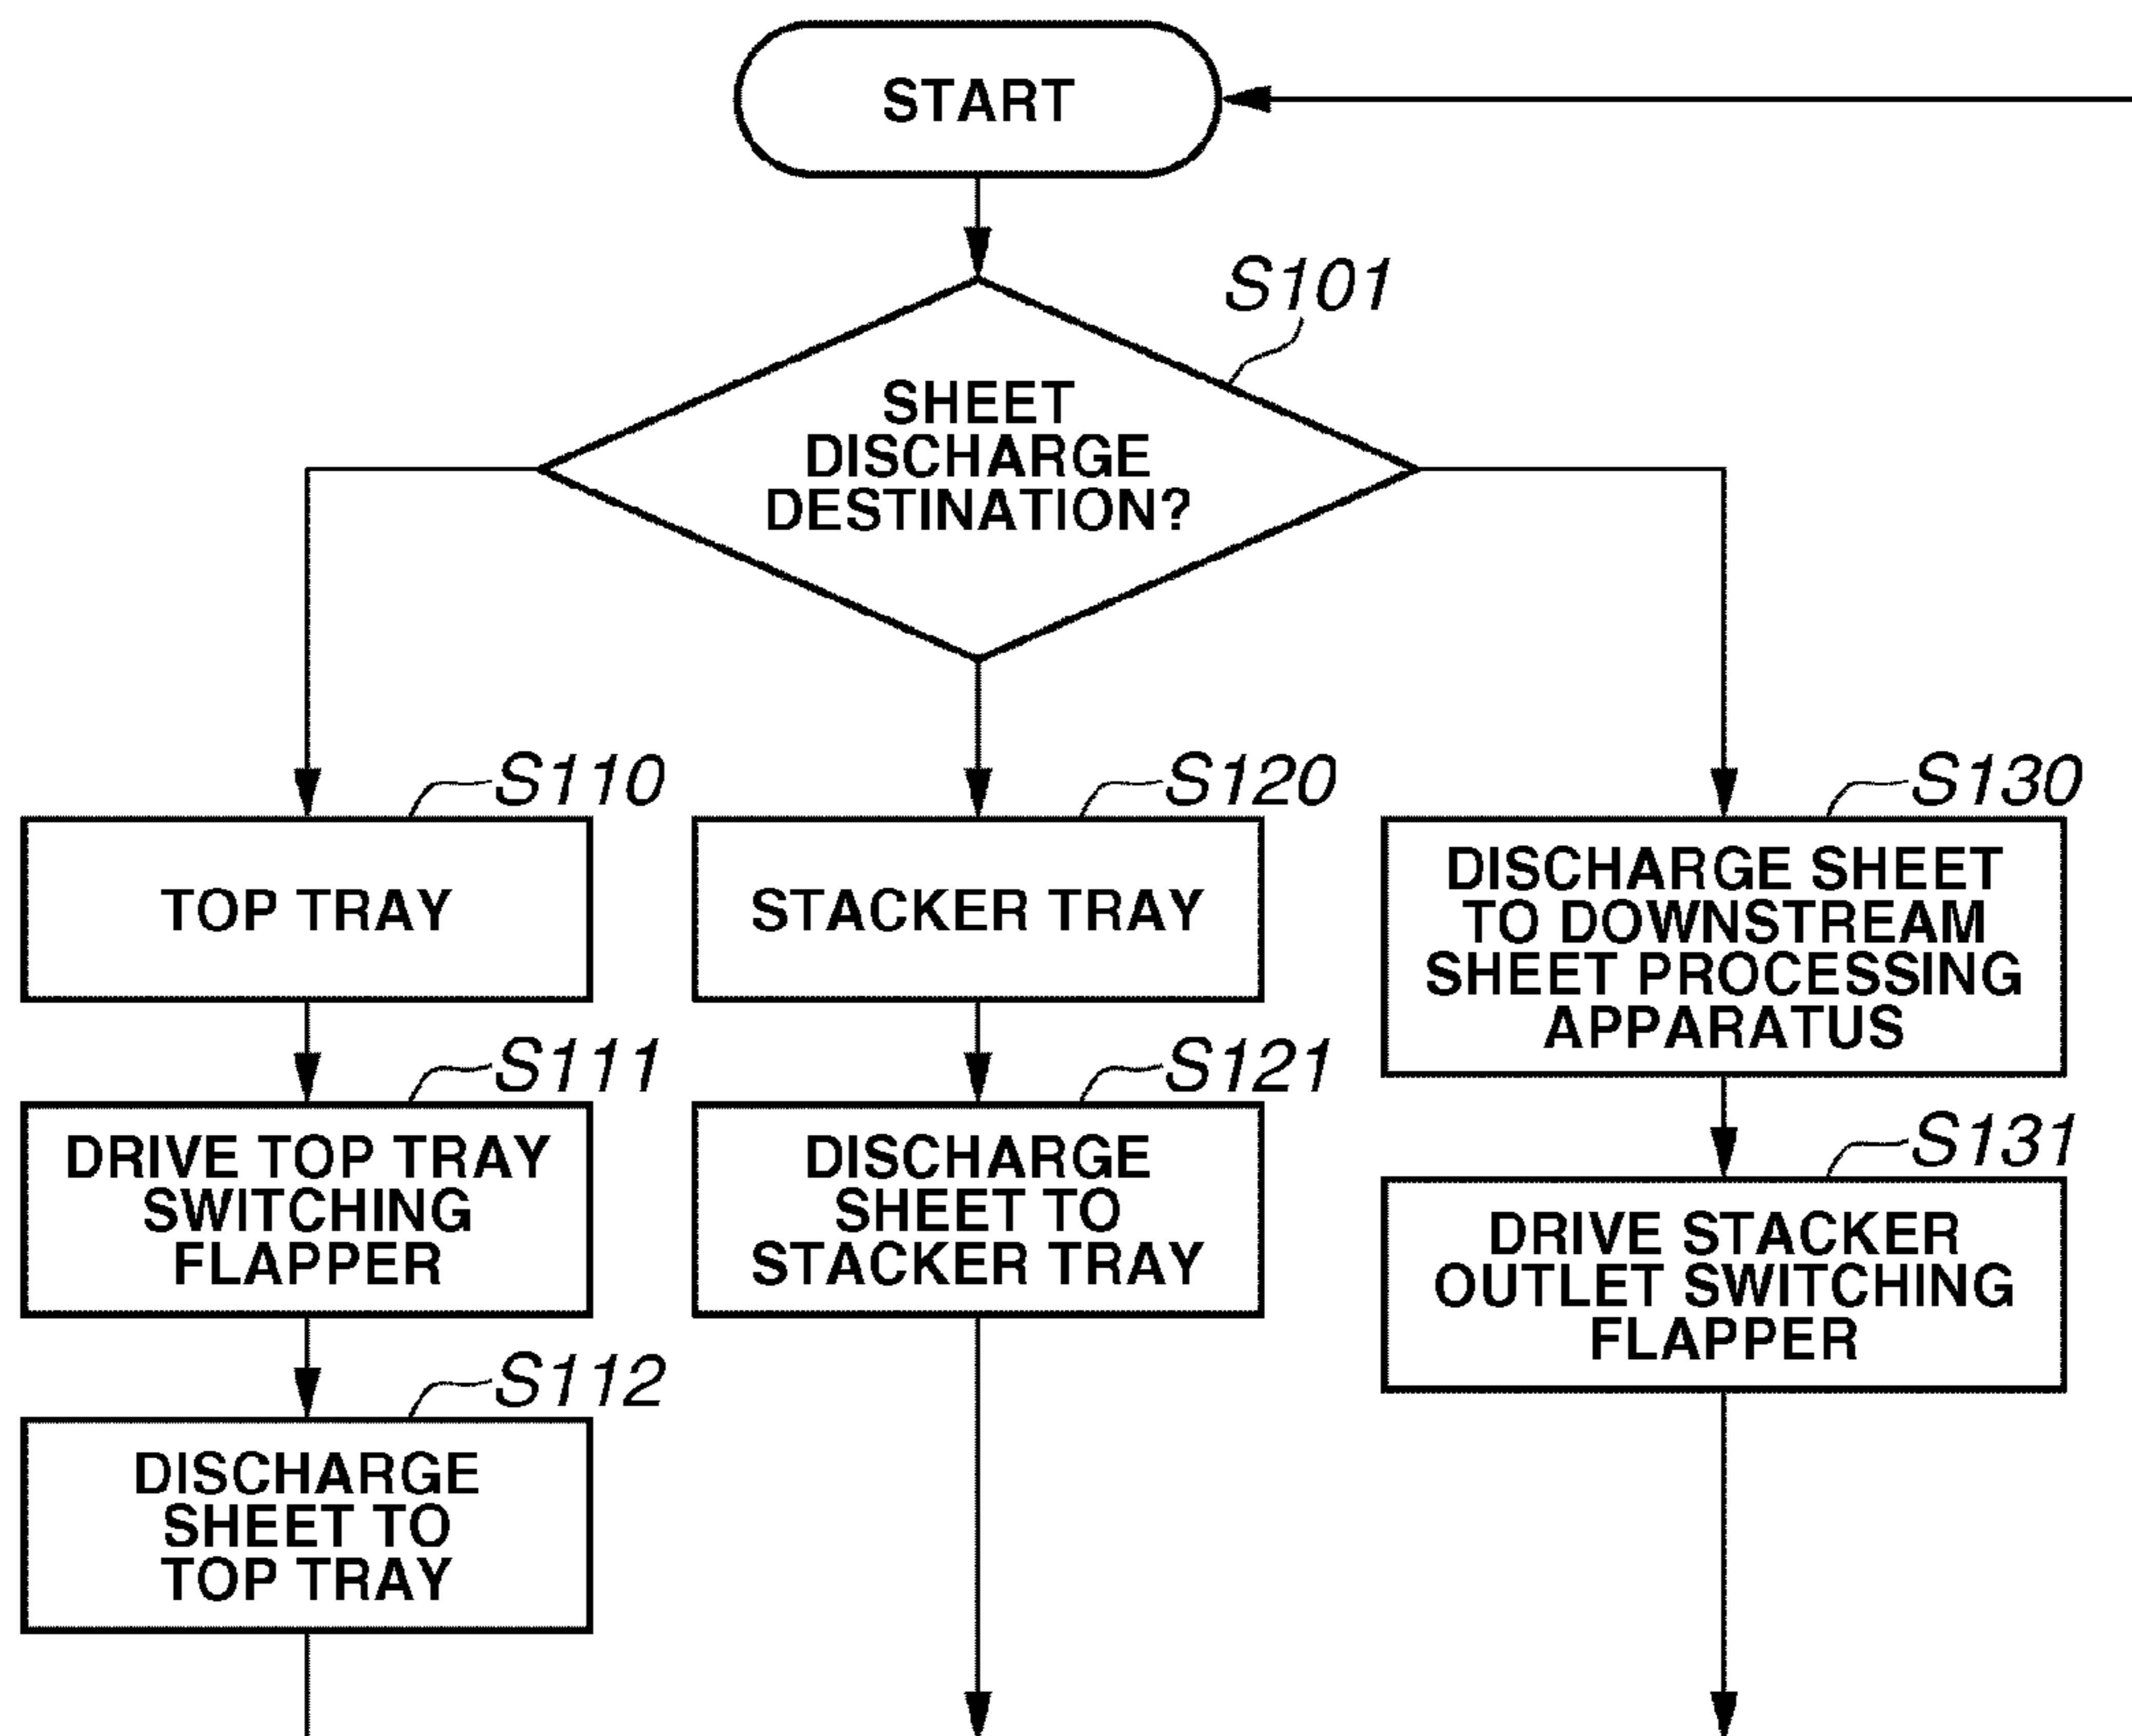 START
S101
SHEET
DISCHARGE
DESTINATION?
S110
TOP TRAY
S111
DRIVE TOP TRAY
SWITCHING
FLAPPER
S112
DISCHARGE
SHEET TO
TOP TRAY
S120
STACKER TRAY
S121
DISCHARGE
SHEET TO
STACKER TRAY
S130
DISCHARGE SHEET
TO DOWNSTREAM
SHEET PROCESSING
APPARATUS
S131
DRIVE STACKER
OUTLET SWITCHING
FLAPPER